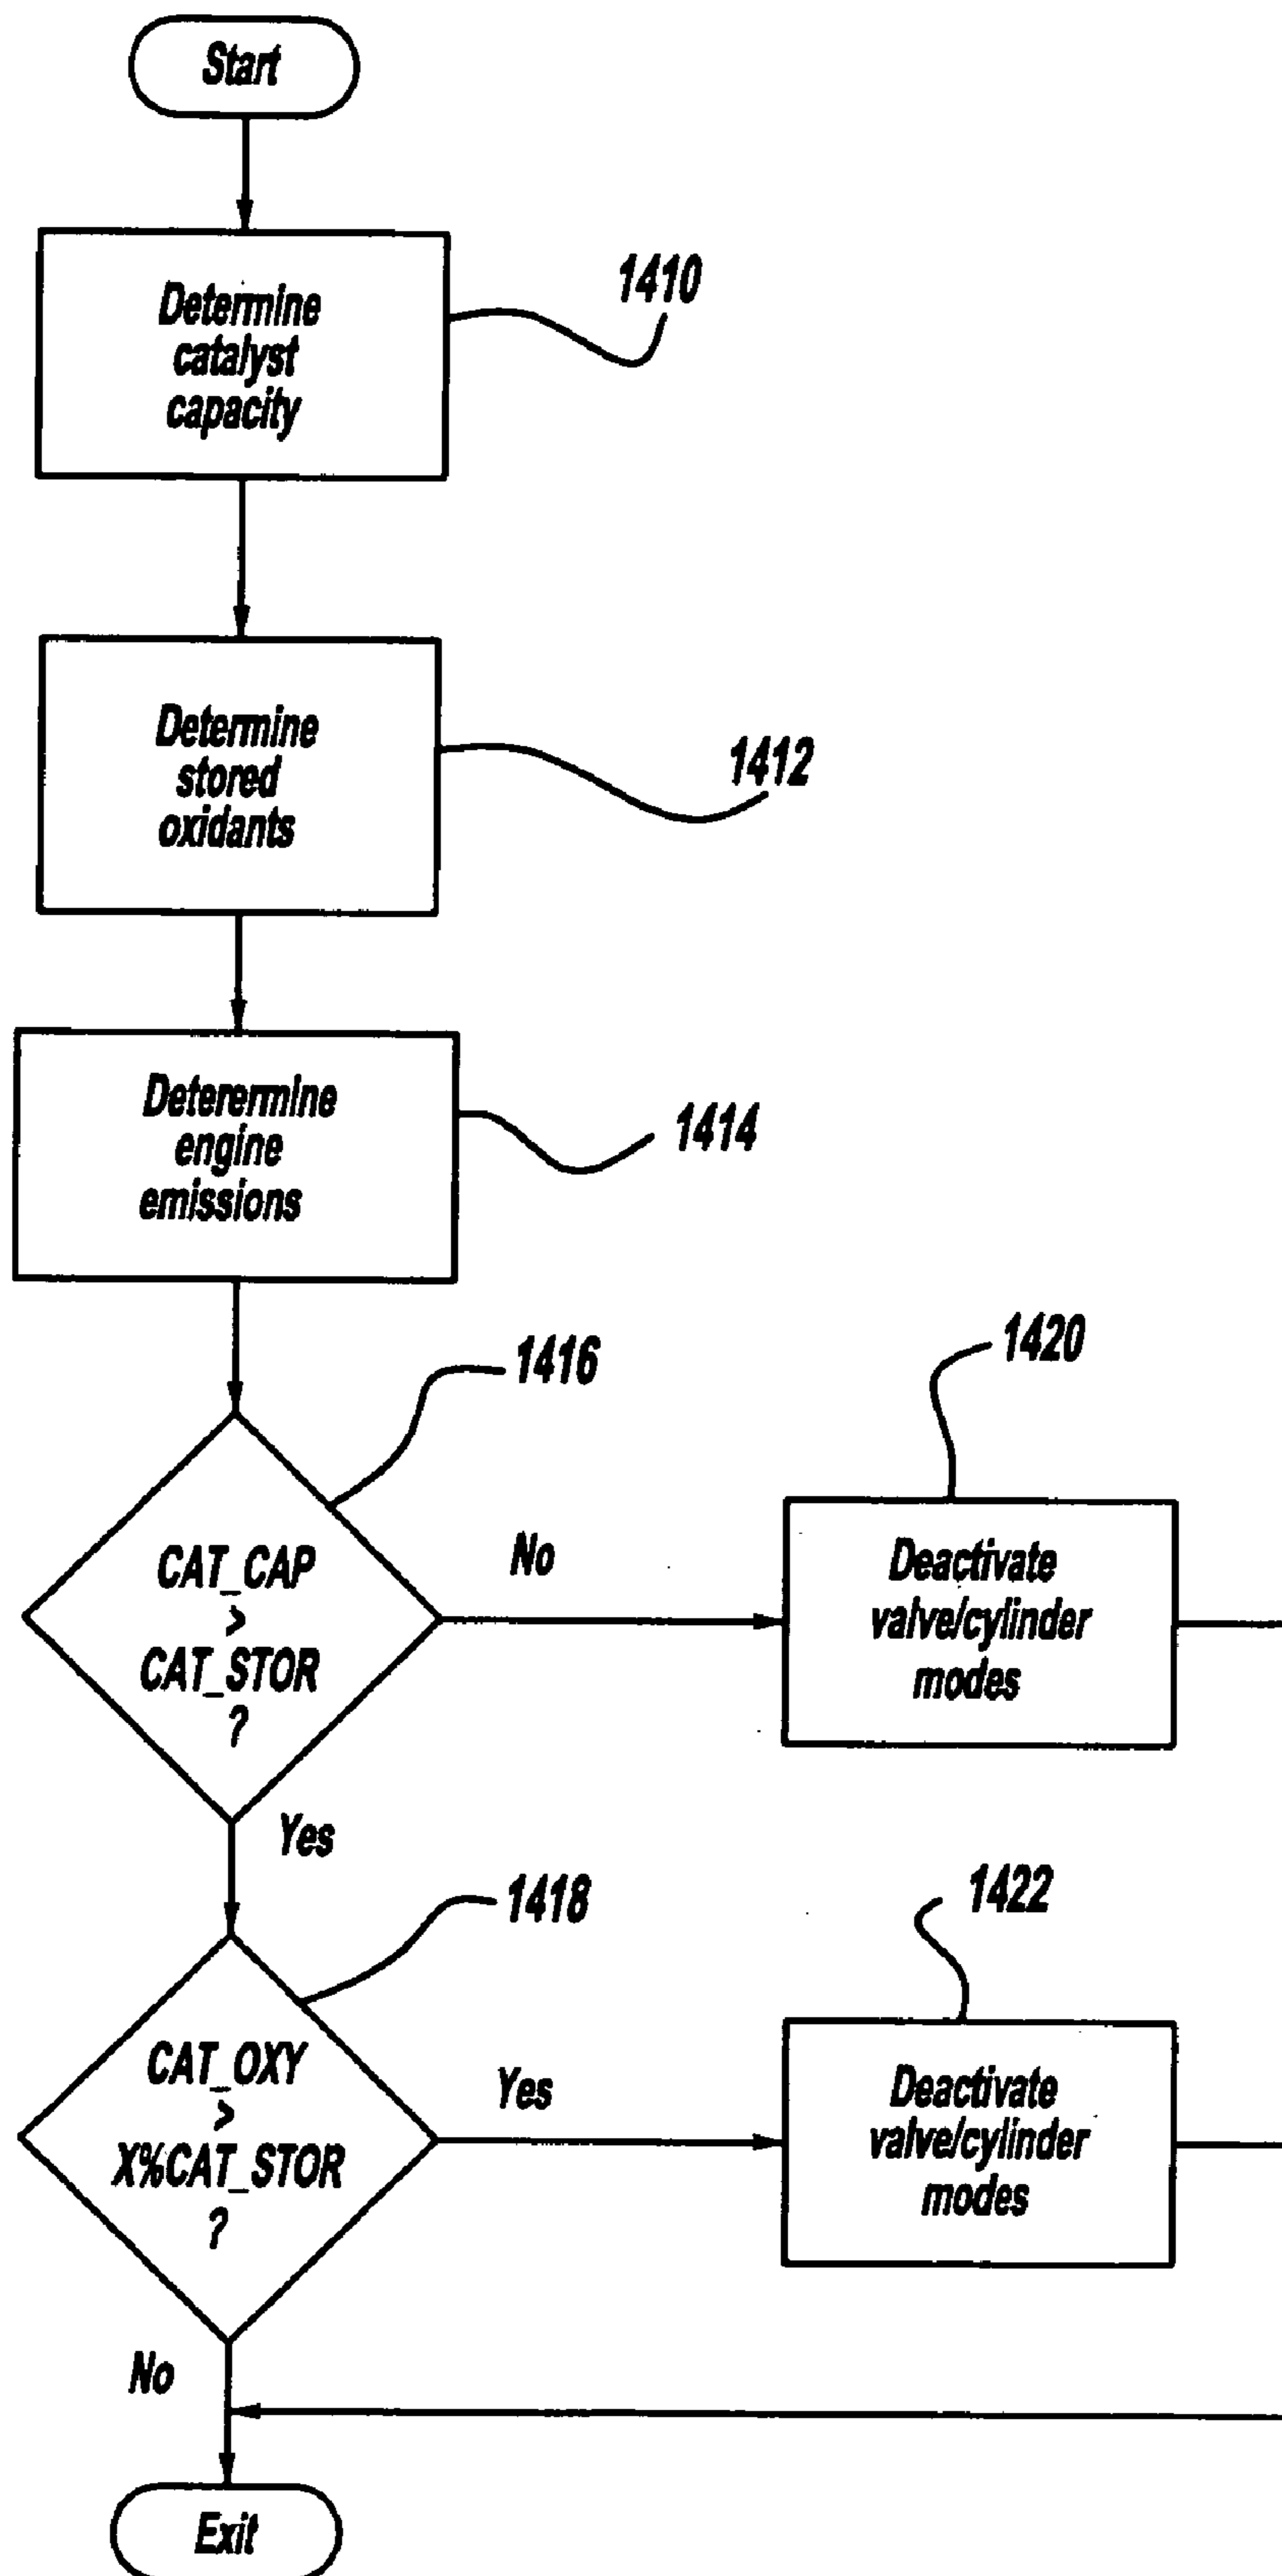 Start
Determine
catalyst
capacity
1410
Determine
stored
oxidants
1412
Deterermine
engine
emissions
1414
1416
CAT_CAP
>
CAT_STOR
?
No
1420
Deactivate
valve/cylinder
modes
Yes
1418
CAT_OXY
>
X%CAT_STOR
?
Yes
1422
Deactivate
valve/cylinder
modes
No
Exit